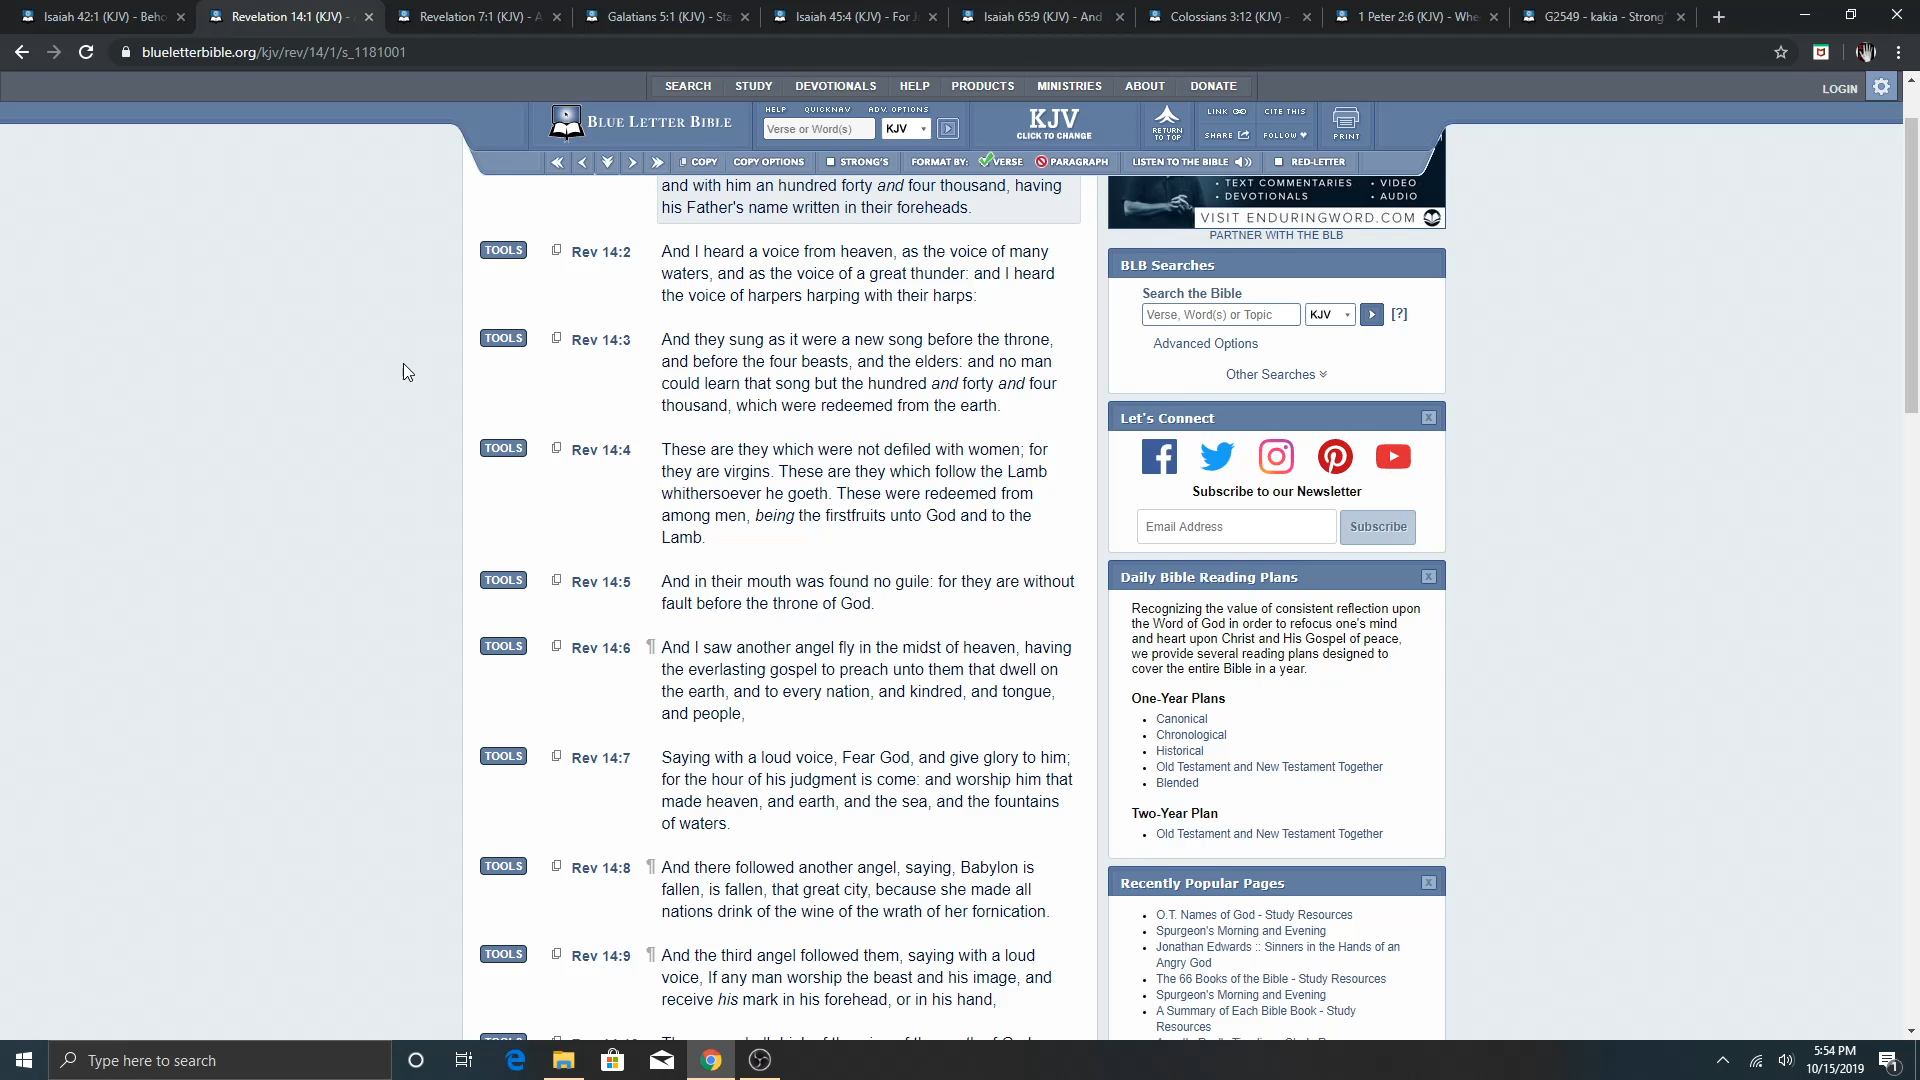 Isaiah 42:1 (KJV) - Beho
Revelation 14:1 (KJV) -
Revelation 7:1 (KJV) - A
Galatians 5:1 (KJV) - Sta
Isaiah 45:4 (KJV) - For J
Isaiah 65:9 (KJV) - And
Colossians 3:12 (KJV) -
1 Peter 2:6 (KJV) - Whe
G2549 - kakia - Strong'
blueletterbible.org/kjv/rev/14/1/s_1181001
SEARCH STUDY DEVOTIONALS HELP PRODUCTS MINISTRIES ABOUT DONATE
LOGIN
BLUE LETTER BIBLE
HELP QUICKNAV ADV. OPTIONS
Verse or Word(s) KJV
KJV
CLICK TO CHANGE
RETURN
TO TOP
LINK CITE THIS
SHARE FOLLOW
PRINT
COPY COPY OPTIONS STRONG'S FORMAT BY: VERSE PARAGRAPH LISTEN TO THE BIBLE RED-LETTER
and with him an hundred forty and four thousand, having
his Father's name written in their foreheads.
TOOLS Rev 14:2 And I heard a voice from heaven, as the voice of many
waters, and as the voice of a great thunder: and I heard
the voice of harpers harping with their harps:
TOOLS Rev 14:3 And they sung as it were a new song before the throne,
and before the four beasts, and the elders: and no man
could learn that song but the hundred and forty and four
thousand, which were redeemed from the earth.
TOOLS Rev 14:4 These are they which were not defiled with women; for
they are virgins. These are they which follow the Lamb
whithersoever he goeth. These were redeemed from
among men, being the firstfruits unto God and to the
Lamb.
TOOLS Rev 14:5 And in their mouth was found no guile: for they are without
fault before the throne of God.
TOOLS Rev 14:6 ¶ And I saw another angel fly in the midst of heaven, having
the everlasting gospel to preach unto them that dwell on
the earth, and to every nation, and kindred, and tongue,
and people,
TOOLS Rev 14:7 Saying with a loud voice, Fear God, and give glory to him;
for the hour of his judgment is come: and worship him that
made heaven, and earth, and the sea, and the fountains
of waters.
TOOLS Rev 14:8 ¶ And there followed another angel, saying, Babylon is
fallen, is fallen, that great city, because she made all
nations drink of the wine of the wrath of her fornication.
TOOLS Rev 14:9 ¶ And the third angel followed them, saying with a loud
voice, If any man worship the beast and his image, and
receive his mark in his forehead, or in his hand,
• TEXT COMMENTARIES • VIDEO
• DEVOTIONALS • AUDIO
VISIT ENDURINGWORD.COM
PARTNER WITH THE BLB
BLB Searches
Search the Bible
Verse, Word(s) or Topic KJV [?]
Advanced Options
Other Searches
Let's Connect
Subscribe to our Newsletter
Email Address Subscribe
Daily Bible Reading Plans
Recognizing the value of consistent reflection upon
the Word of God in order to refocus one's mind
and heart upon Christ and His Gospel of peace,
we provide several reading plans designed to
cover the entire Bible in a year.
One-Year Plans
• Canonical
• Chronological
• Historical
• Old Testament and New Testament Together
• Blended
Two-Year Plan
• Old Testament and New Testament Together
Recently Popular Pages
• O.T. Names of God - Study Resources
• Spurgeon's Morning and Evening
• Jonathan Edwards :: Sinners in the Hands of an
Angry God
• The 66 Books of the Bible - Study Resources
• Spurgeon's Morning and Evening
• A Summary of Each Bible Book - Study
Resources
Type here to search
5:54 PM
10/15/2019
1